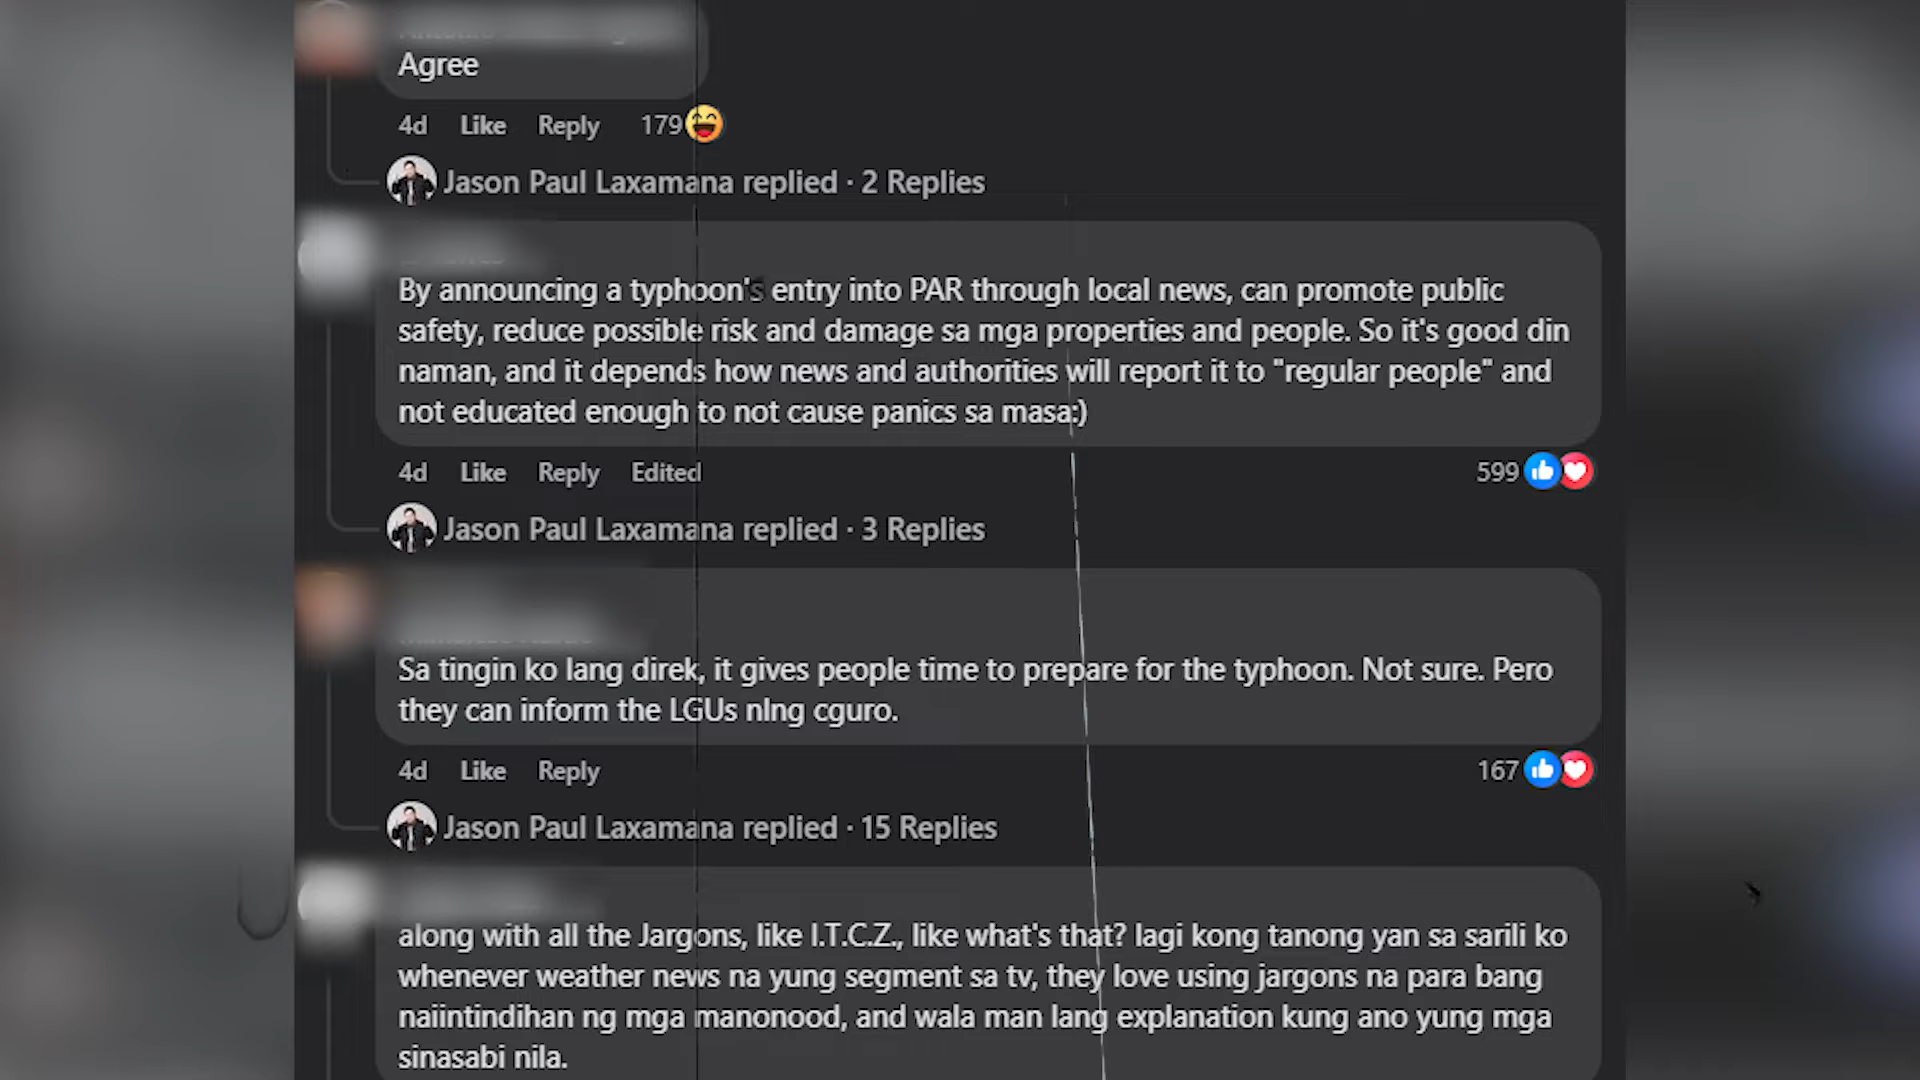 Agree
4d Like Reply 179
Jason Paul Laxamana replied · 2 Replies
By announcing a typhoon's entry into PAR through local news, can promote public
safety, reduce possible risk and damage sa mga properties and people. So it's good din
naman, and it depends how news and authorities will report it to "regular people" and
not educated enough to not cause panics sa masa:)
4d Like Reply Edited 599
Jason Paul Laxamana replied · 3 Replies
Sa tingin ko lang direk, it gives people time to prepare for the typhoon. Not sure. Pero
they can inform the LGUs nlng cguro.
4d Like Reply 167
Jason Paul Laxamana replied · 15 Replies
along with all the Jargons, like I.T.C.Z., like what's that? lagi kong tanong yan sa sarili ko
whenever weather news na yung segment sa tv, they love using jargons na para bang
naiintindihan ng mga manonood, and wala man lang explanation kung ano yung mga
sinasabi nila.